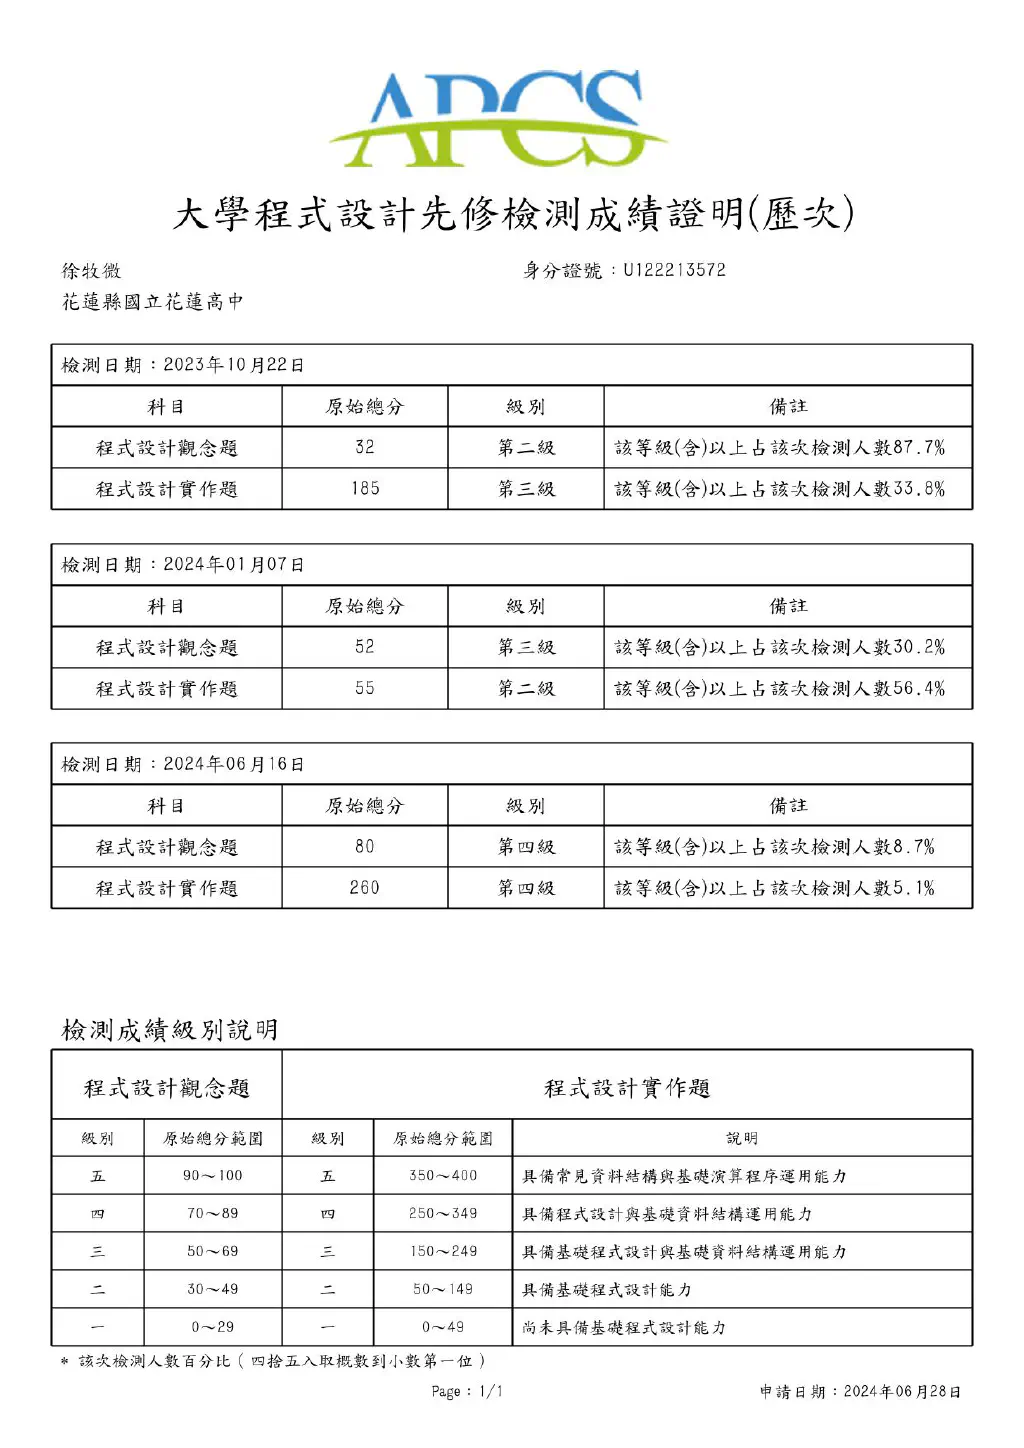 APCS
大學程式設計先修檢測成績證明(歷次)
徐牧微 身分證號：U122213572
花蓮縣國立花蓮高中
檢測日期：2023年10月22日
科目 原始總分 級別 備註
程式設計觀念題 32 第二級 該等級(含)以上占該次檢測人數87.7%
程式設計實作題 185 第三級 該等級(含)以上占該次檢測人數33.8%
檢測日期：2024年01月07日
科目 原始總分 級別 備註
程式設計觀念題 52 第三級 該等級(含)以上占該次檢測人數30.2%
程式設計實作題 55 第二級 該等級(含)以上占該次檢測人數56.4%
檢測日期：2024年06月16日
科目 原始總分 級別 備註
程式設計觀念題 80 第四級 該等級(含)以上占該次檢測人數8.7%
程式設計實作題 260 第四級 該等級(含)以上占該次檢測人數5.1%
檢測成績級別說明
程式設計觀念題 程式設計實作題
級別 原始總分範圍 級別 原始總分範圍 說明
五 90～100 五 350～400 具備常見資料結構與基礎演算程序運用能力
四 70～89 四 250～349 具備程式設計與基礎資料結構運用能力
三 50～69 三 150～249 具備基礎程式設計與基礎資料結構運用能力
二 30～49 二 50～149 具備基礎程式設計能力
一 0～29 一 0～49 尚未具備基礎程式設計能力
* 該次檢測人數百分比（四捨五入取概數到小數第一位）
Page：1/1 申請日期：2024年06月28日